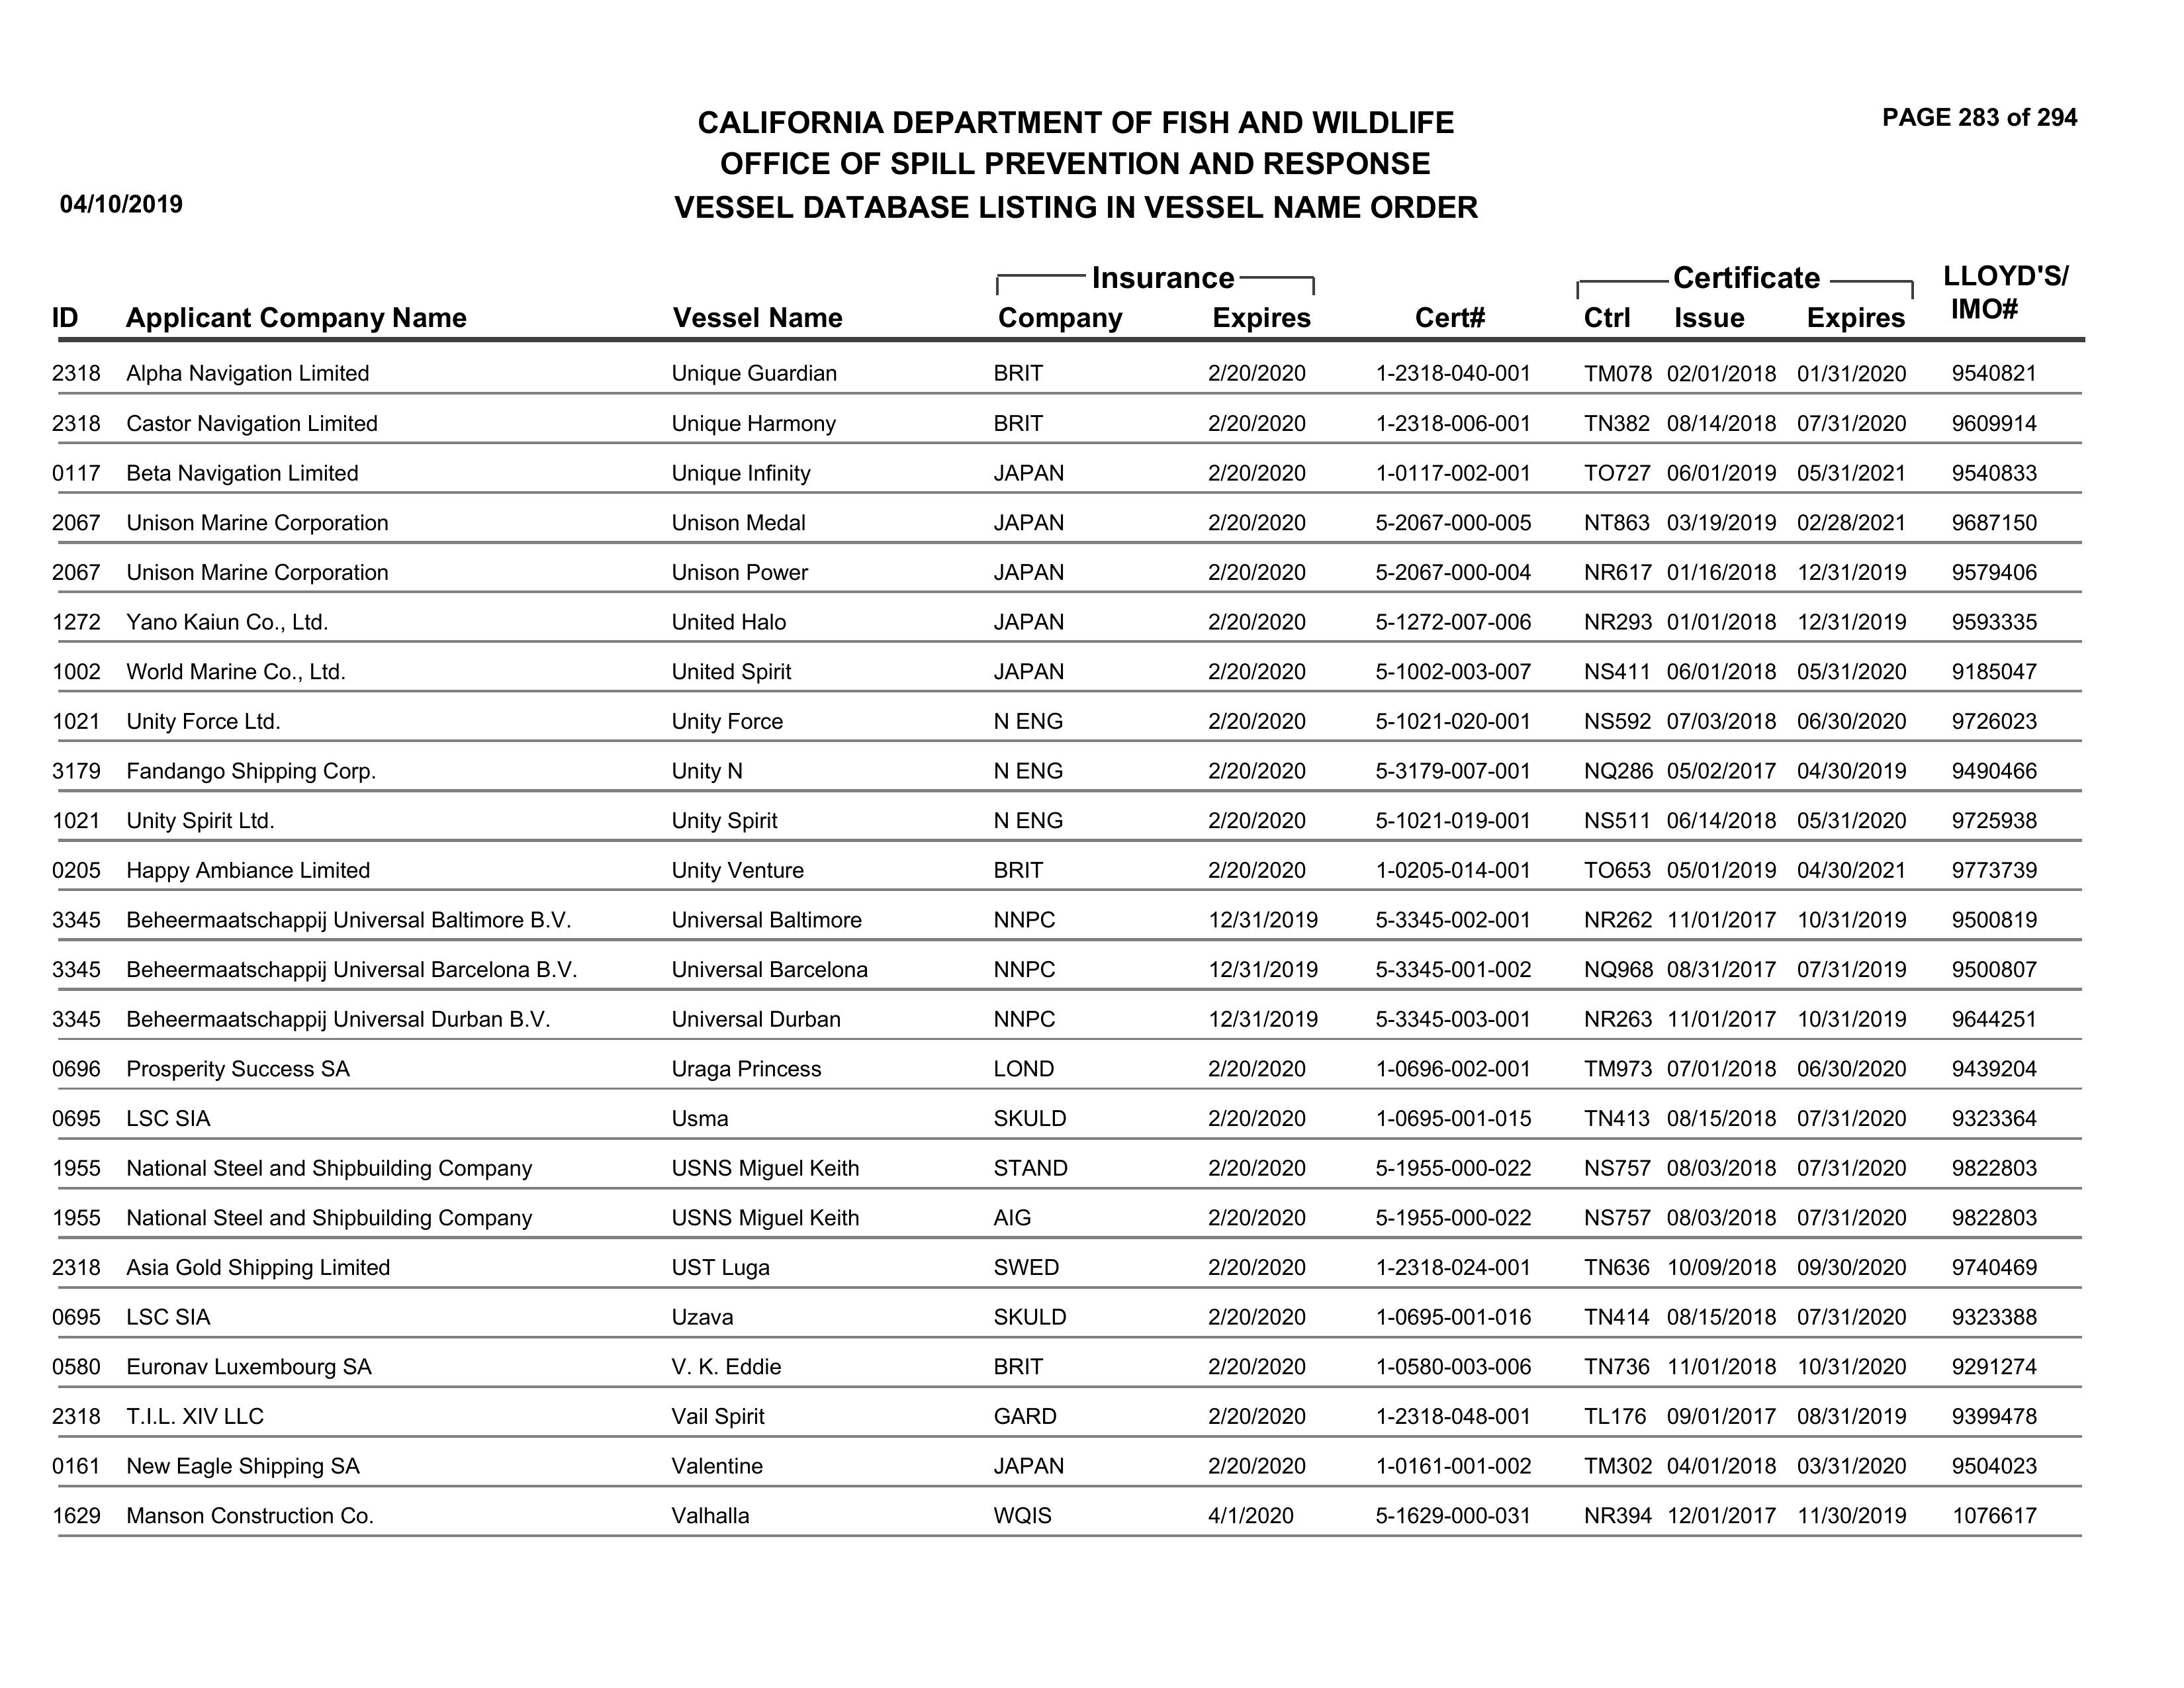 PAGE 283 of 294
CALIFORNIA DEPARTMENT OF FISH AND WILDLIFE
OFFICE OF SPILL PREVENTION AND RESPONSE
04/10/2019 VESSEL DATABASE LISTING IN VESSEL NAME ORDER
Insurance Certificate LLOYD'S/
ID Applicant Company Name Vessel Name Company Expires Cert# Ctrl Issue Expires IMO#
2318 Alpha Navigation Limited Unique Guardian BRIT 2/20/2020 1-2318-040-001 TM078 02/01/2018 01/31/2020 9540821
2318 Castor Navigation Limited Unique Harmony BRIT 2/20/2020 1-2318-006-001 TN382 08/14/2018 07/31/2020 9609914
0117 Beta Navigation Limited Unique Infinity JAPAN 2/20/2020 1-0117-002-001 TO727 06/01/2019 05/31/2021 9540833
2067 Unison Marine Corporation Unison Medal JAPAN 2/20/2020 5-2067-000-005 NT863 03/19/2019 02/28/2021 9687150
2067 Unison Marine Corporation Unison Power JAPAN 2/20/2020 5-2067-000-004 NR617 01/16/2018 12/31/2019 9579406
1272 Yano Kaiun Co., Ltd. United Halo JAPAN 2/20/2020 5-1272-007-006 NR293 01/01/2018 12/31/2019 9593335
1002 World Marine Co., Ltd. United Spirit JAPAN 2/20/2020 5-1002-003-007 NS411 06/01/2018 05/31/2020 9185047
1021 Unity Force Ltd. Unity Force N ENG 2/20/2020 5-1021-020-001 NS592 07/03/2018 06/30/2020 9726023
3179 Fandango Shipping Corp. Unity N N ENG 2/20/2020 5-3179-007-001 NQ286 05/02/2017 04/30/2019 9490466
1021 Unity Spirit Ltd. Unity Spirit N ENG 2/20/2020 5-1021-019-001 NS511 06/14/2018 05/31/2020 9725938
0205 Happy Ambiance Limited Unity Venture BRIT 2/20/2020 1-0205-014-001 TO653 05/01/2019 04/30/2021 9773739
3345 Beheermaatschappij Universal Baltimore B.V. Universal Baltimore NNPC 12/31/2019 5-3345-002-001 NR262 11/01/2017 10/31/2019 9500819
3345 Beheermaatschappij Universal Barcelona B.V. Universal Barcelona NNPC 12/31/2019 5-3345-001-002 NQ968 08/31/2017 07/31/2019 9500807
3345 Beheermaatschappij Universal Durban B.V. Universal Durban NNPC 12/31/2019 5-3345-003-001 NR263 11/01/2017 10/31/2019 9644251
0696 Prosperity Success SA Uraga Princess LOND 2/20/2020 1-0696-002-001 TM973 07/01/2018 06/30/2020 9439204
0695 LSC SIA Usma SKULD 2/20/2020 1-0695-001-015 TN413 08/15/2018 07/31/2020 9323364
1955 National Steel and Shipbuilding Company USNS Miguel Keith STAND 2/20/2020 5-1955-000-022 NS757 08/03/2018 07/31/2020 9822803
1955 National Steel and Shipbuilding Company USNS Miguel Keith AIG 2/20/2020 5-1955-000-022 NS757 08/03/2018 07/31/2020 9822803
2318 Asia Gold Shipping Limited UST Luga SWED 2/20/2020 1-2318-024-001 TN636 10/09/2018 09/30/2020 9740469
0695 LSC SIA Uzava SKULD 2/20/2020 1-0695-001-016 TN414 08/15/2018 07/31/2020 9323388
0580 Euronav Luxembourg SA V. K. Eddie BRIT 2/20/2020 1-0580-003-006 TN736 11/01/2018 10/31/2020 9291274
2318 T.I.L. XIV LLC Vail Spirit GARD 2/20/2020 1-2318-048-001 TL176 09/01/2017 08/31/2019 9399478
0161 New Eagle Shipping SA Valentine JAPAN 2/20/2020 1-0161-001-002 TM302 04/01/2018 03/31/2020 9504023
1629 Manson Construction Co. Valhalla WQIS 4/1/2020 5-1629-000-031 NR394 12/01/2017 11/30/2019 1076617